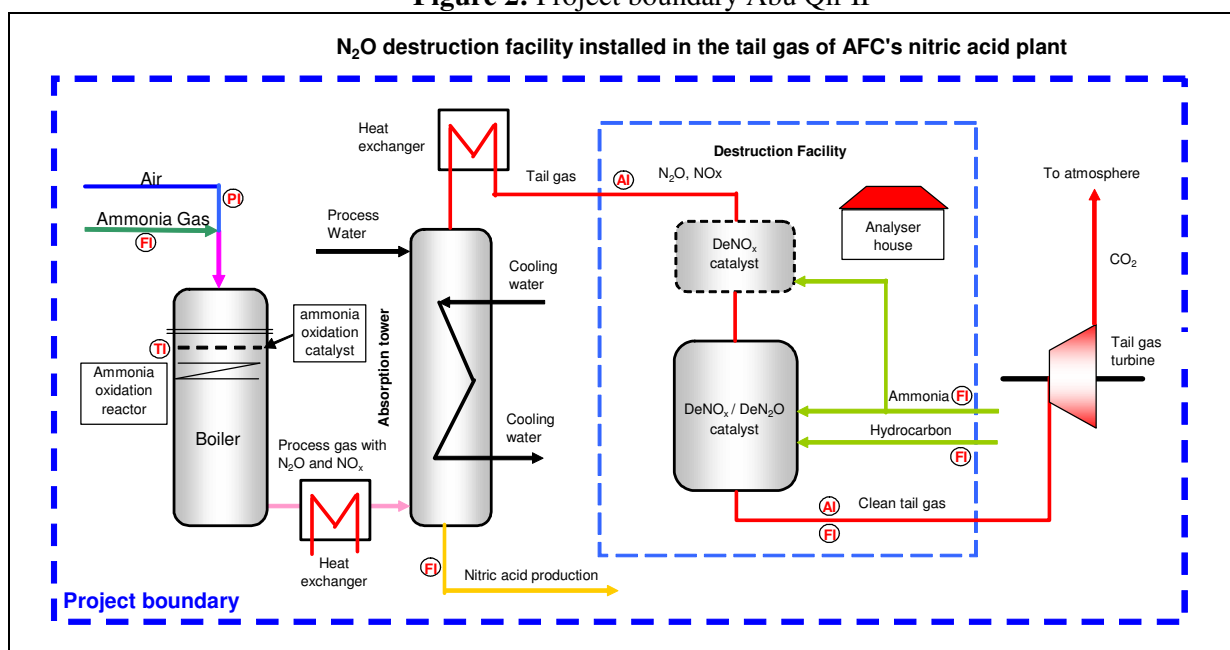 Figure 2: Project boundary Abu Qir II
N₂O destruction facility installed in the tail gas of AFC's nitric acid plant
Heat
exchanger
Destruction Facility
Air
PI
Tail gas
AI
N₂O, NOx
To atmosphere
Ammonia Gas
FI
Process
Water
DeNOₓ
catalyst
Analyser
house
CO₂
Cooling
water
ammonia
oxidation
catalyst
TI
Ammonia
oxidation
reactor
Absorption tower
Tail gas
turbine
Boiler
DeNOₓ / DeN₂O
catalyst
Ammonia
FI
Hydrocarbon
FI
Cooling
water
Process gas with
N₂O and NOₓ
AI
Clean tail gas
FI
Heat
exchanger
FI
Nitric acid production
Project boundary